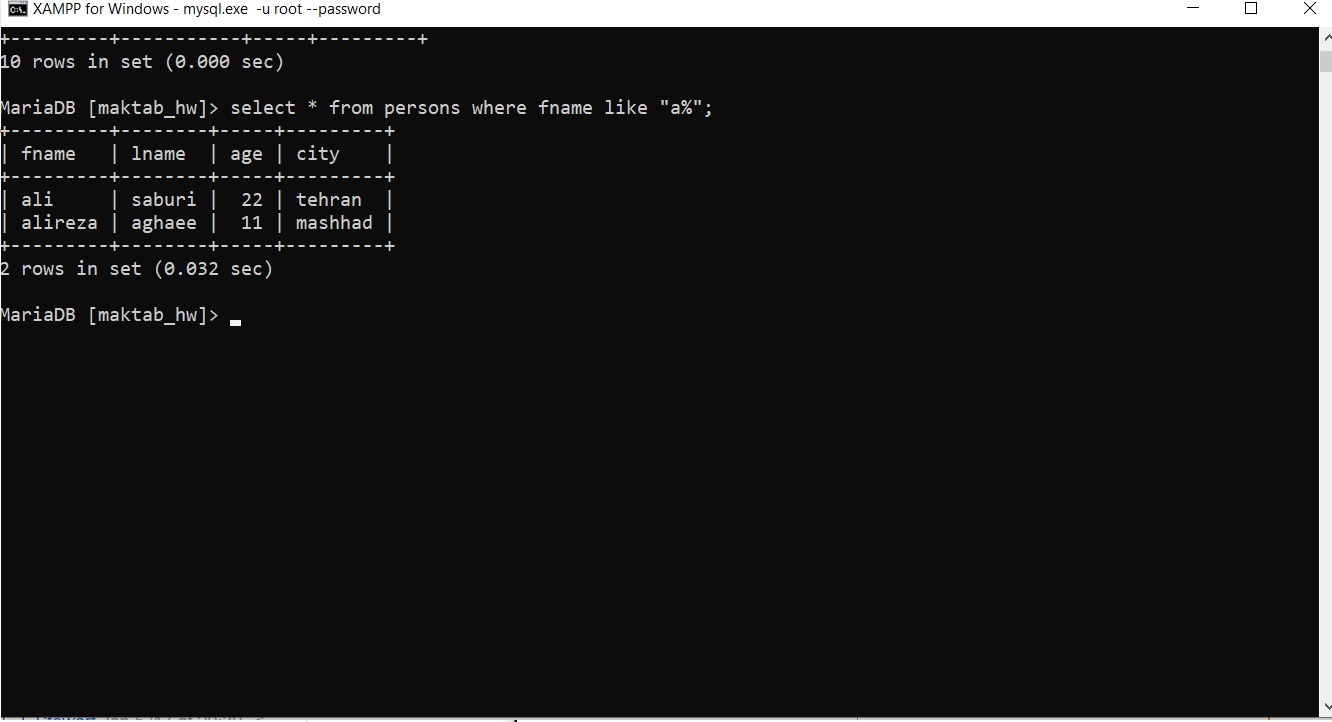 XAMPP for Windows - mysql.exe  -u root --password
+---------+-----------+-----+---------+
10 rows in set (0.000 sec)
MariaDB [maktab_hw]> select * from persons where fname like "a%";
+---------+--------+-----+---------+
| fname   | lname  | age | city    |
+---------+--------+-----+---------+
| ali     | saburi |  22 | tehran  |
| alireza | aghaee |  11 | mashhad |
+---------+--------+-----+---------+
2 rows in set (0.032 sec)
MariaDB [maktab_hw]>